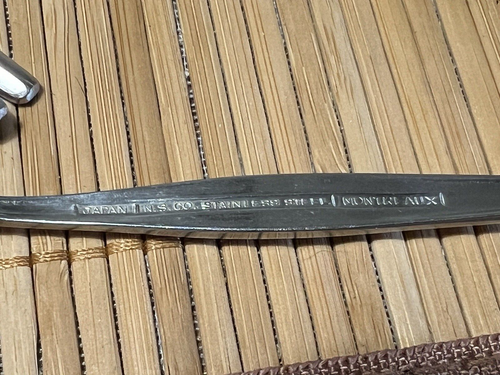 JAPAN I.S. CO. STAINLESS STEEL MONTREAUX